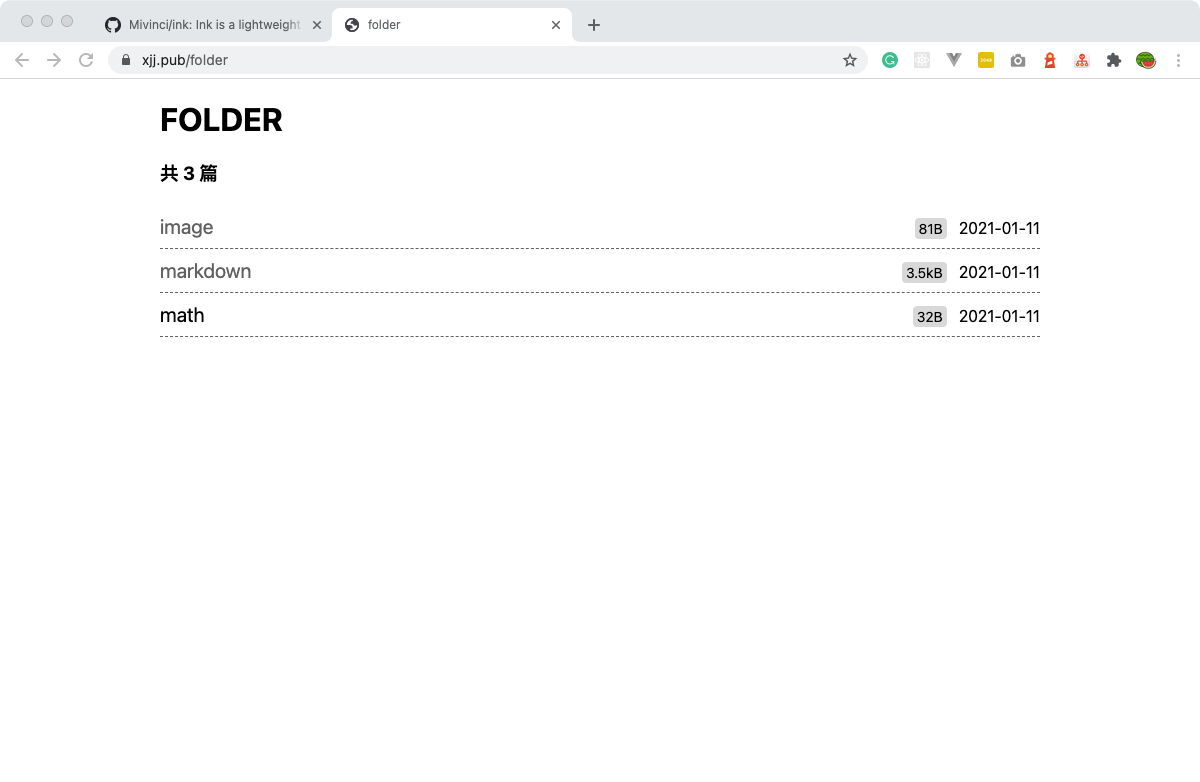 Mivinci/ink: Ink is a lightweight
folder
xjj.pub/folder
FOLDER
共 3 篇
image 81B 2021-01-11
markdown 3.5kB 2021-01-11
math 32B 2021-01-11